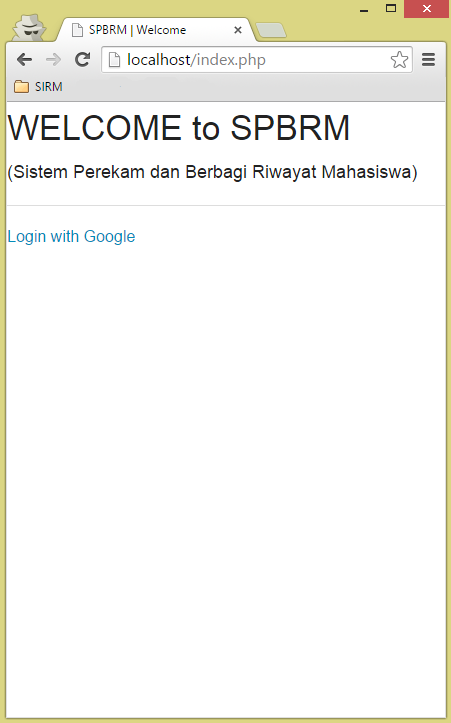 SPBRM | Welcome
localhost/index.php
SIRM
WELCOME to SPBRM
(Sistem Perekam dan Berbagi Riwayat Mahasiswa)
Login with Google